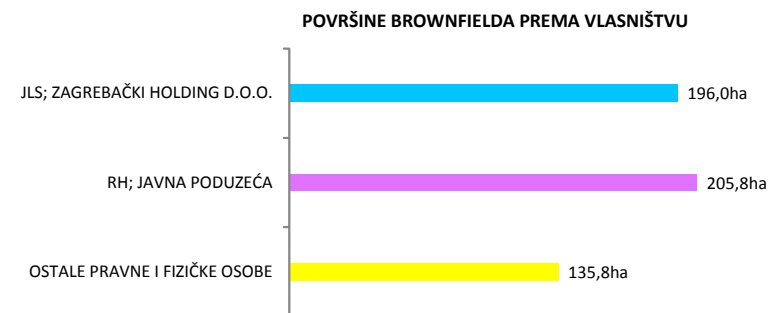 POVRŠINE BROWNFIELDA PREMA VLASNIŠTVU
JLS; ZAGREBAČKI HOLDING D.O.O.
196,0ha
RH; JAVNA PODUZEĆA
205,8ha
OSTALE PRAVNE I FIZIČKE OSOBE
135,8ha